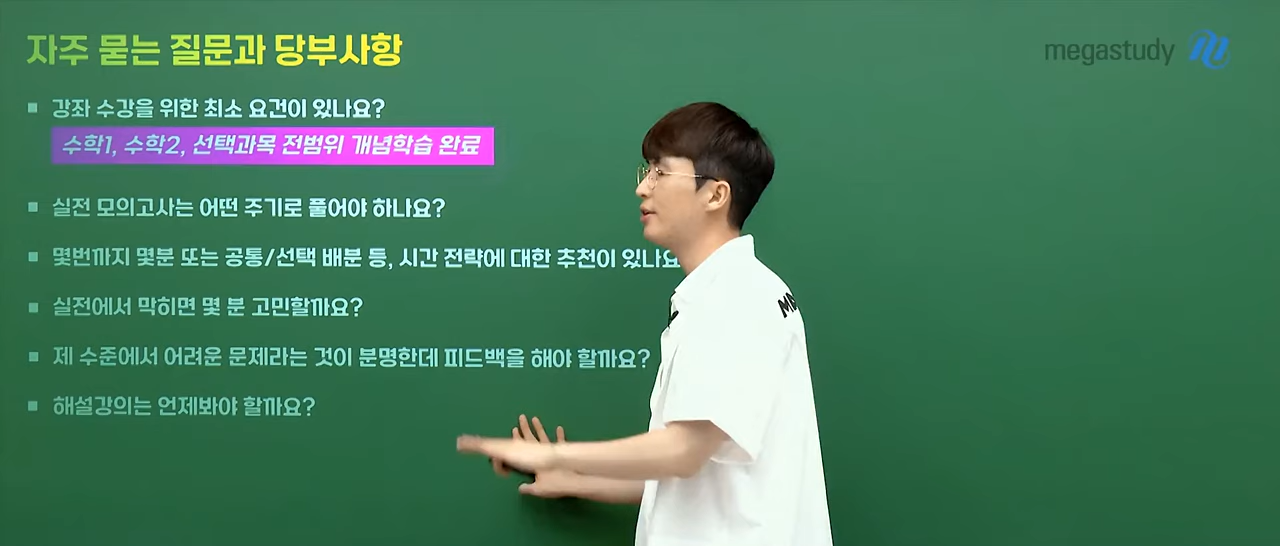 자주 묻는 질문과 당부사항
megastudy
강좌 수강을 위한 최소 요건이 있나요?
수학1, 수학2, 선택과목 전범위 개념학습 완료
실전 모의고사는 어떤 주기로 풀어야 하나요?
몇번까지 몇분 또는 공통/선택 배분 등, 시간 전략에 대한 추천이 있나요
실전에서 막히면 몇 분 고민할까요?
제 수준에서 어려운 문제라는 것이 분명한데 피드백을 해야 할까요?
해설강의는 언제봐야 할까요?